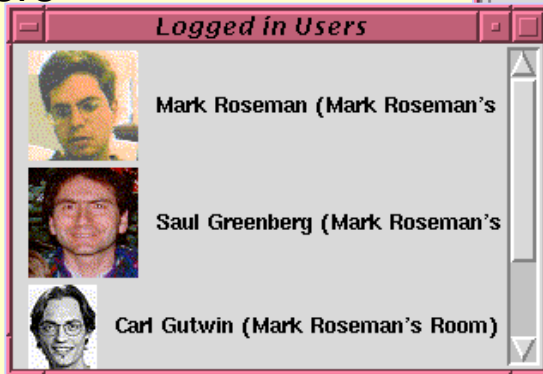 Logged in Users
Mark Roseman (Mark Roseman's
Saul Greenberg (Mark Roseman's
Carl Gutwin (Mark Roseman's Room)